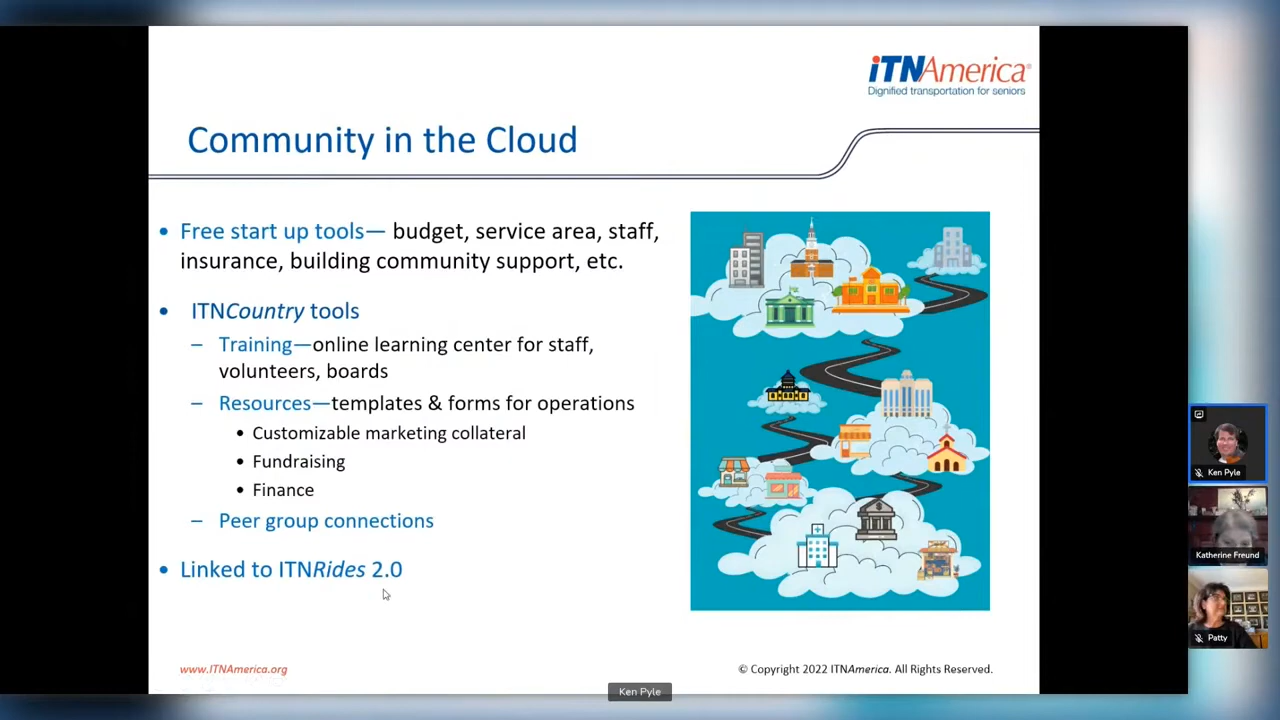 iTNAmerica®
Dignified transportation for seniors
Community in the Cloud
• Free start up tools— budget, service area, staff,
insurance, building community support, etc.
• ITNCountry tools
– Training—online learning center for staff,
volunteers, boards
– Resources—templates & forms for operations
• Customizable marketing collateral
• Fundraising
• Finance
– Peer group connections
• Linked to ITNRides 2.0
www.ITNAmerica.org
© Copyright 2022 ITNAmerica. All Rights Reserved.
Ken Pyle
Katherine Freund
Patty
Ken Pyle